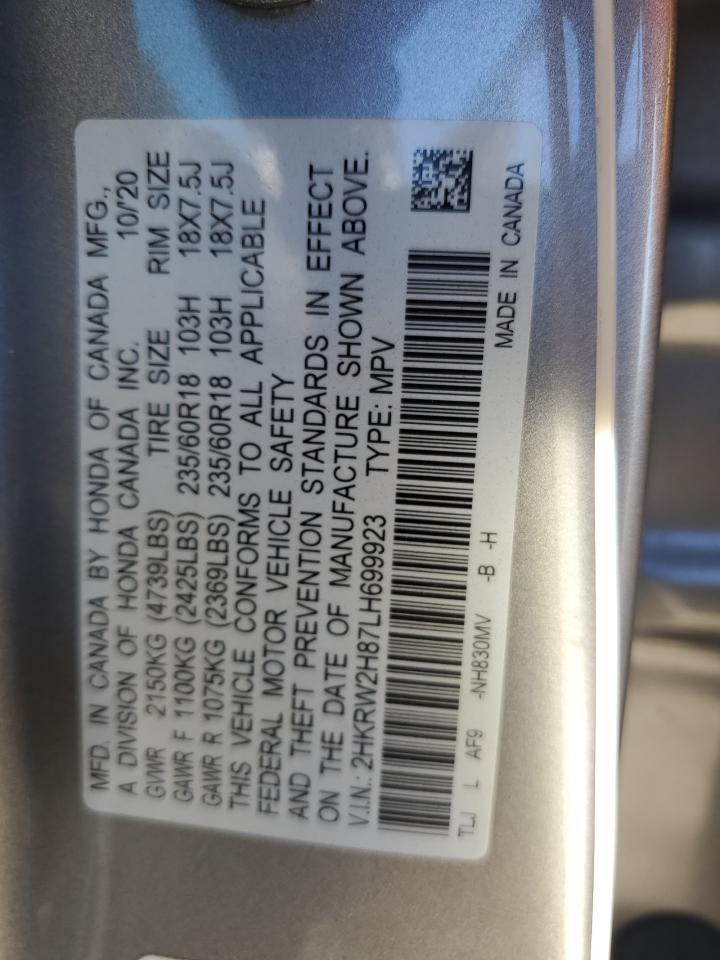 MFD. IN CANADA BY HONDA OF CANADA MFG.,
A DIVISION OF HONDA CANADA INC. 10/'20
GVWR 2150KG (4739LBS) TIRE SIZE RIM SIZE
GAWR F 1100KG (2425LBS) 235/60R18 103H 18X7.5J
GAWR R 1075KG (2369LBS) 235/60R18 103H 18X7.5J
THIS VEHICLE CONFORMS TO ALL APPLICABLE
FEDERAL MOTOR VEHICLE SAFETY
AND THEFT PREVENTION STANDARDS IN EFFECT
ON THE DATE OF MANUFACTURE SHOWN ABOVE.
V.I.N.: 2HKRW2H87LH699923 TYPE: MPV
TLJ L AF9 -NH830MV -B -H
MADE IN CANADA